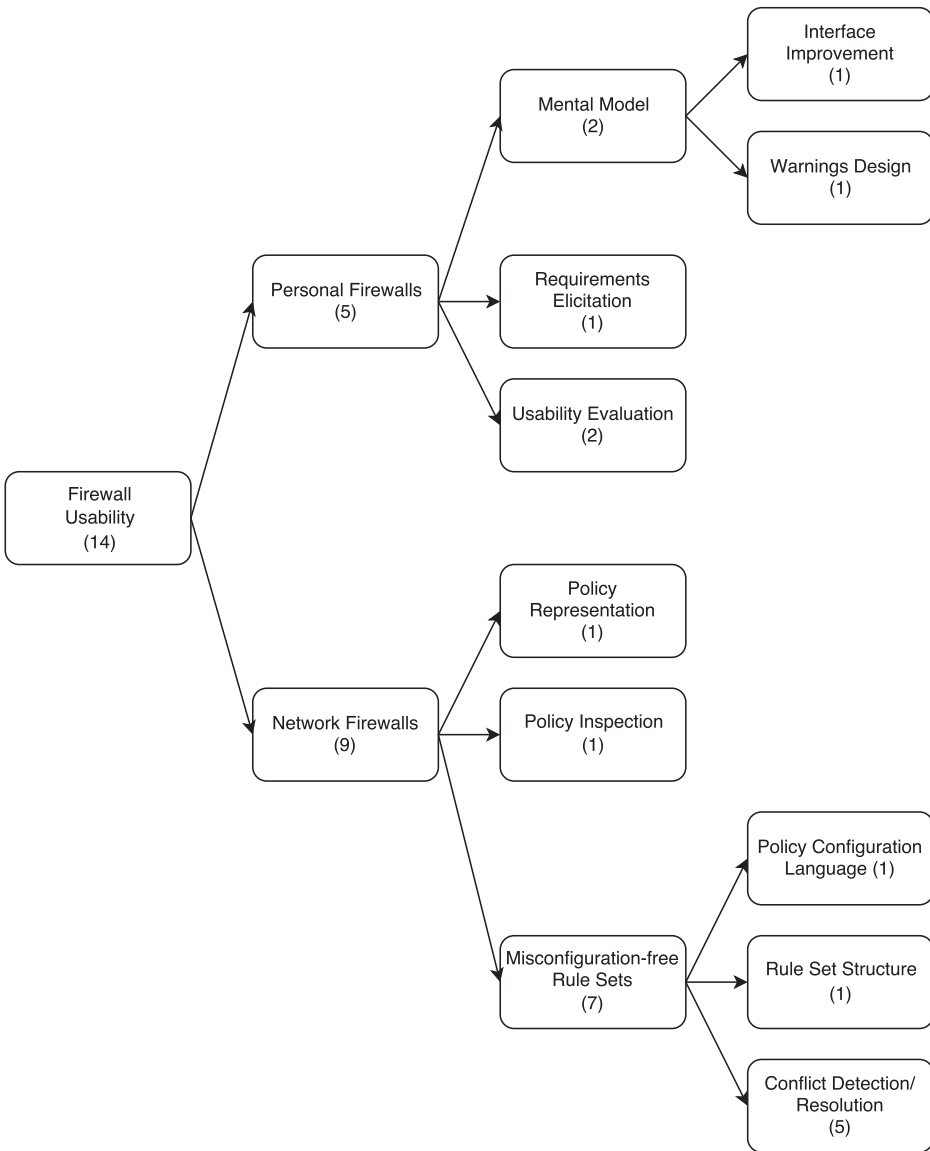 Interface
Improvement
(1)
Mental Model
(2)
Warnings Design
(1)
Personal Firewalls
(5)
Requirements
Elicitation
(1)
Usability Evaluation
(2)
Firewall
Usability
(14)
Policy
Representation
(1)
Network Firewalls
(9)
Policy Inspection
(1)
Policy Configuration
Language (1)
Misconfiguration-free
Rule Sets
(7)
Rule Set Structure
(1)
Conflict Detection/
Resolution
(5)